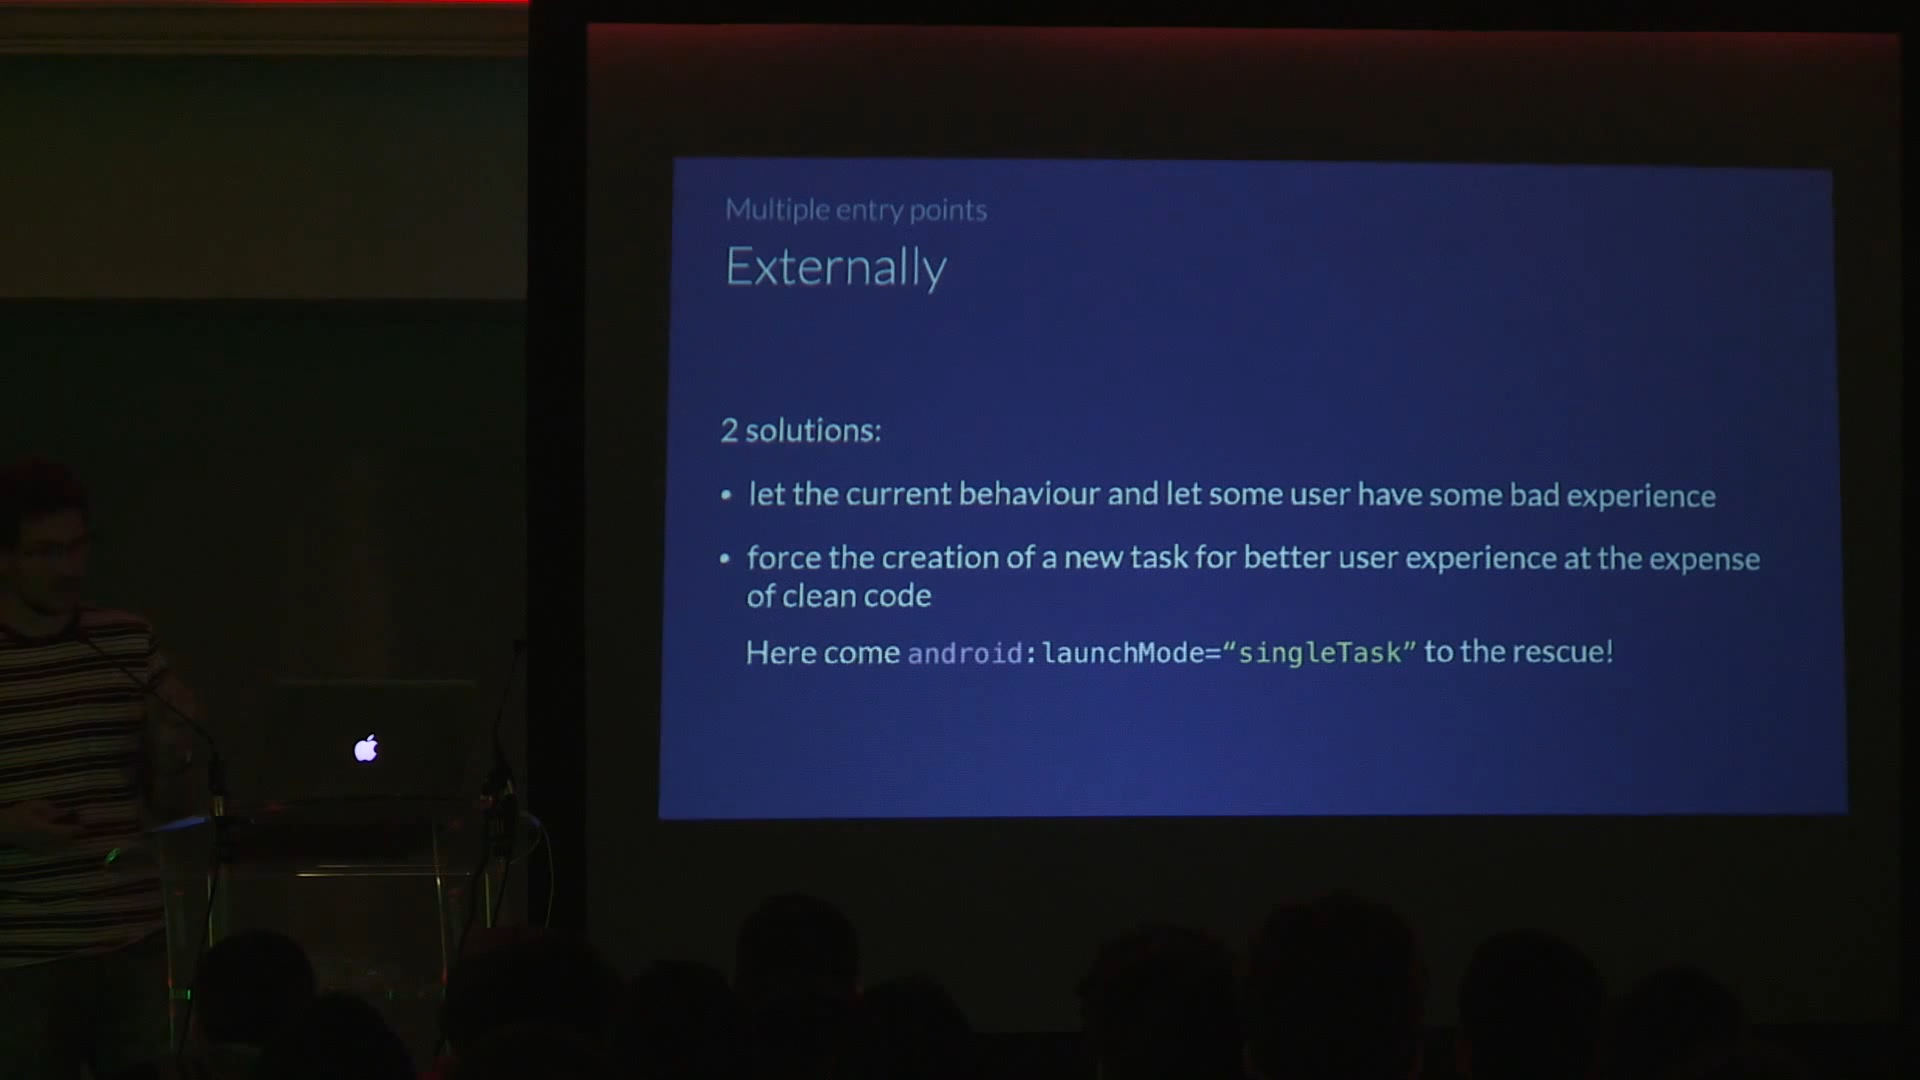 Multiple entry points
Externally
2 solutions:
• let the current behaviour and let some user have some bad experience
• force the creation of a new task for better user experience at the expense
of clean code
Here come android:launchMode=“singleTask” to the rescue!